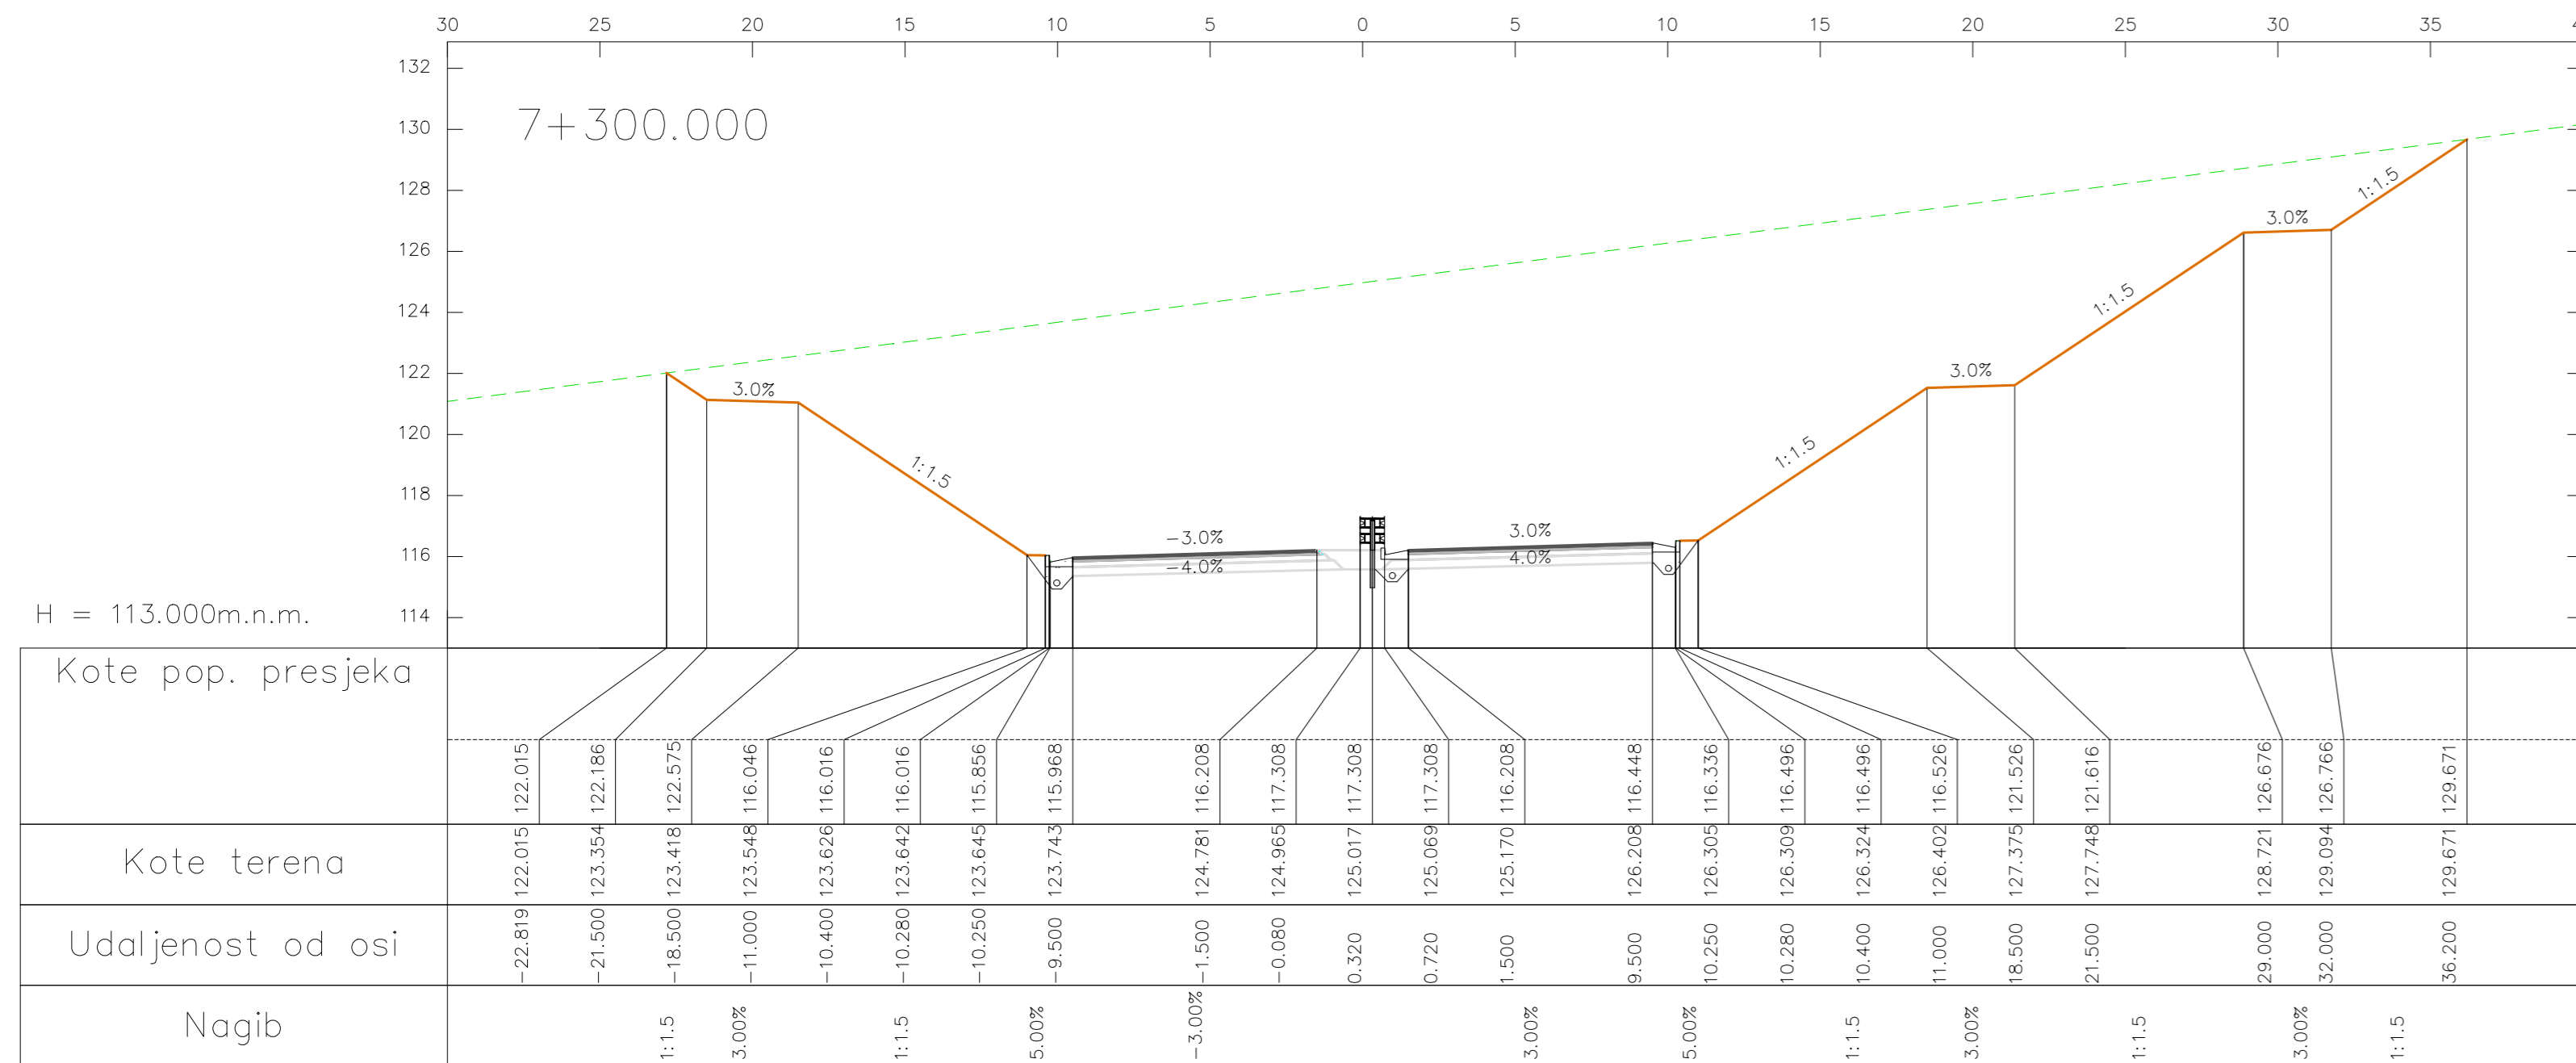 30 25 20 15 10 5 0 5 10 15 20 25 30 35
132
7+300.000
130
128
126
124
122
120
118
116
114
1:1.5
3.0%
1:1.5
3.0%
3.0%
1:1.5
1:1.5
-3.0%
3.0%
-4.0%
4.0%
H = 113.000m.n.m.
Kote pop. presjeka
122.015 122.186 122.575 116.046 116.016 116.016 115.856 115.968 116.208 117.308 117.308 117.308 116.208 116.448 116.336 116.496 116.496 116.526 121.526 121.616 126.676 126.766 129.671
Kote terena
122.015 123.354 123.418 123.548 123.626 123.642 123.645 123.743 124.781 124.965 125.017 125.069 125.170 126.208 126.305 126.309 126.324 126.402 127.375 127.748 128.721 129.094 129.671
Udaljenost od osi
-22.819 -21.500 -18.500 -11.000 -10.400 -10.280 -10.250 -9.500 -1.500 -0.080 0.320 0.720 1.500 9.500 10.250 10.280 10.400 11.000 18.500 21.500 29.000 32.000 36.200
Nagib
1:1.5 3.00% 1:1.5 5.00% -3.00% 3.00% 5.00% 1:1.5 3.00% 1:1.5 3.00% 1:1.5